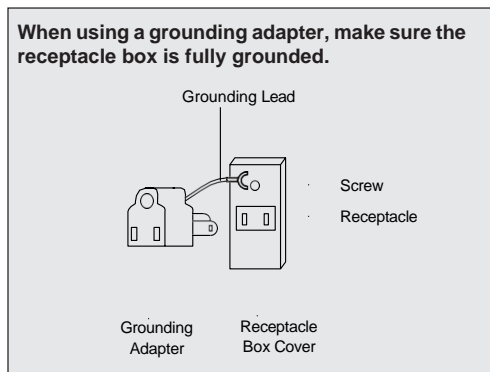 When using a grounding adapter, make sure the
receptacle box is fully grounded.
Grounding Lead
Screw
Receptacle
Grounding
Adapter
Receptacle
Box Cover